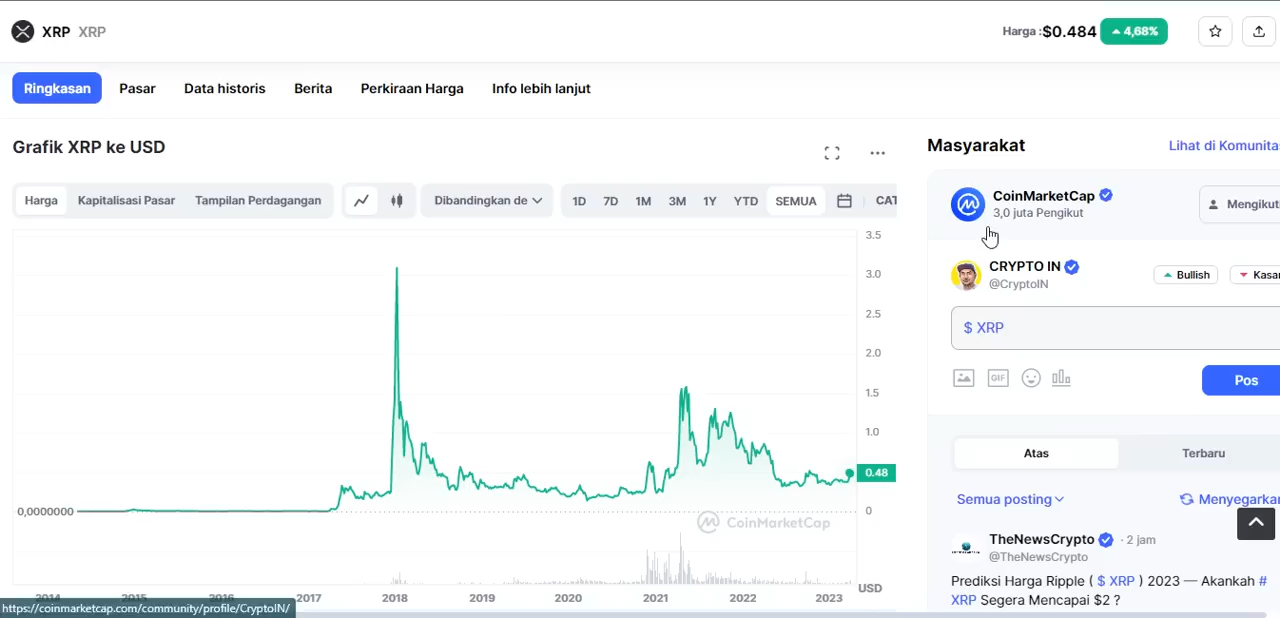 XRP XRP
Harga :$0.484 4,68%
Ringkasan Pasar Data historis Berita Perkiraan Harga Info lebih lanjut
Grafik XRP ke USD
Harga Kapitalisasi Pasar Tampilan Perdagangan Dibandingkan de 1D 7D 1M 3M 1Y YTD SEMUA CAT
3.5
3.0
2.5
2.0
1.5
1.0
0.48
0,0000000 0
CoinMarketCap
2014 2015 2016 2017 2018 2019 2020 2021 2022 2023 USD
https://coinmarketcap.com/community/profile/CryptoIN/
Masyarakat Lihat di Komunitas
CoinMarketCap Mengikut
3,0 juta Pengikut
CRYPTO IN Bullish Kasar
@CryptoIN
$ XRP
GIF Pos
Atas Terbaru
Semua posting Menyegarkan
TheNewsCrypto · 2 jam
@TheNewsCrypto
Prediksi Harga Ripple ( $ XRP ) 2023 — Akankah #
XRP Segera Mencapai $2 ?